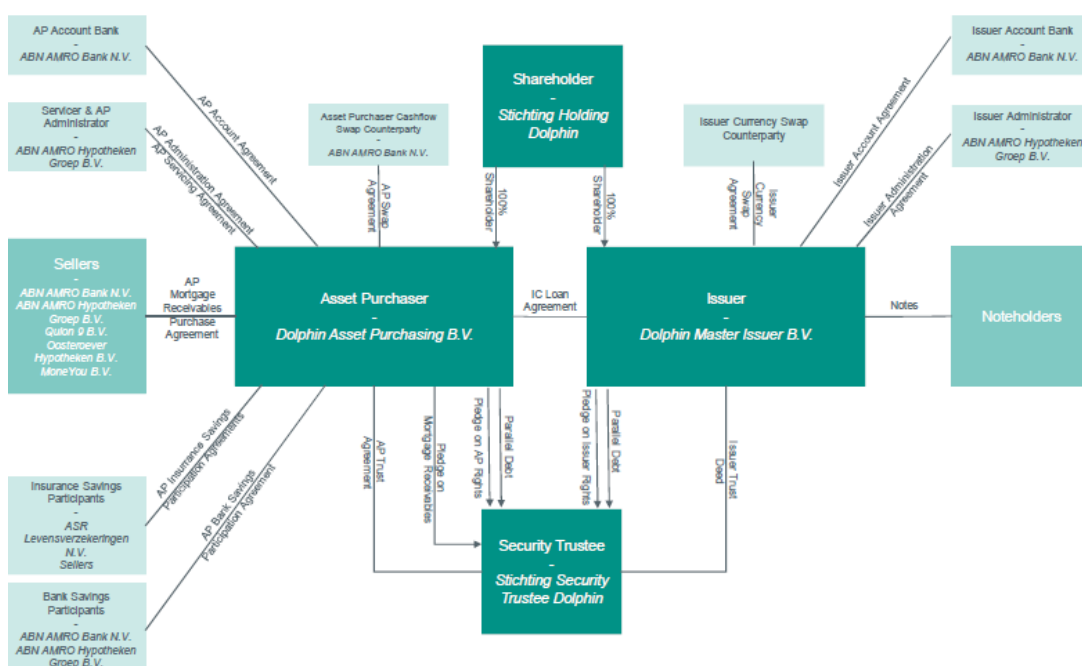 AP Account Bank
-
ABN AMRO Bank N.V.
Servicer & AP
Administrator
-
ABN AMRO Hypotheken
Groep B.V.
Sellers
-
ABN AMRO Bank N.V.
ABN AMRO Hypotheken
Groep B.V.
Quion 9 B.V.
Oosteroever
Hypotheken B.V.
MoneYou B.V.
Insurance Savings
Participants
-
ASR
Levensverzekeringen
N.V.
Sellers
Bank Savings
Participants
-
ABN AMRO Bank N.V.
ABN AMRO Hypotheken
Groep B.V.
AP Account Agreement
AP Administration Agreement
AP Servicing Agreement
AP
Mortgage
Receivables
Purchase
Agreement
AP Insurrance Savings
Participation Agreements
AP Bank Savings
Participation Agreement
Asset Purchaser Cashflow
Swap Counterparty
-
ABN AMRO Bank N.V.
AP Swap
Agreement
Shareholder
-
Stichting Holding
Dolphin
100%
Shareholder
100%
Shareholder
Issuer Currency Swap
Counterparty
Issuer
Currency
Swap
Agreement
Asset Purchaser
-
Dolphin Asset Purchasing B.V.
IC Loan
Agreement
Issuer
-
Dolphin Master Issuer B.V.
AP Trust
Agreement
Pledge on
Mortgage Receivables
Pledge on AP Rights
Parallel Debt
Pledge on Issuer Rights
Parallel Debt
Issuer Trust
Deed
Security Trustee
-
Stichting Security
Trustee Dolphin
Issuer Account Agreement
Issuer Administration
Agreement
Issuer Account Bank
-
ABN AMRO Bank N.V.
Issuer Administrator
-
ABN AMRO Hypotheken
Groep B.V.
Notes
Noteholders